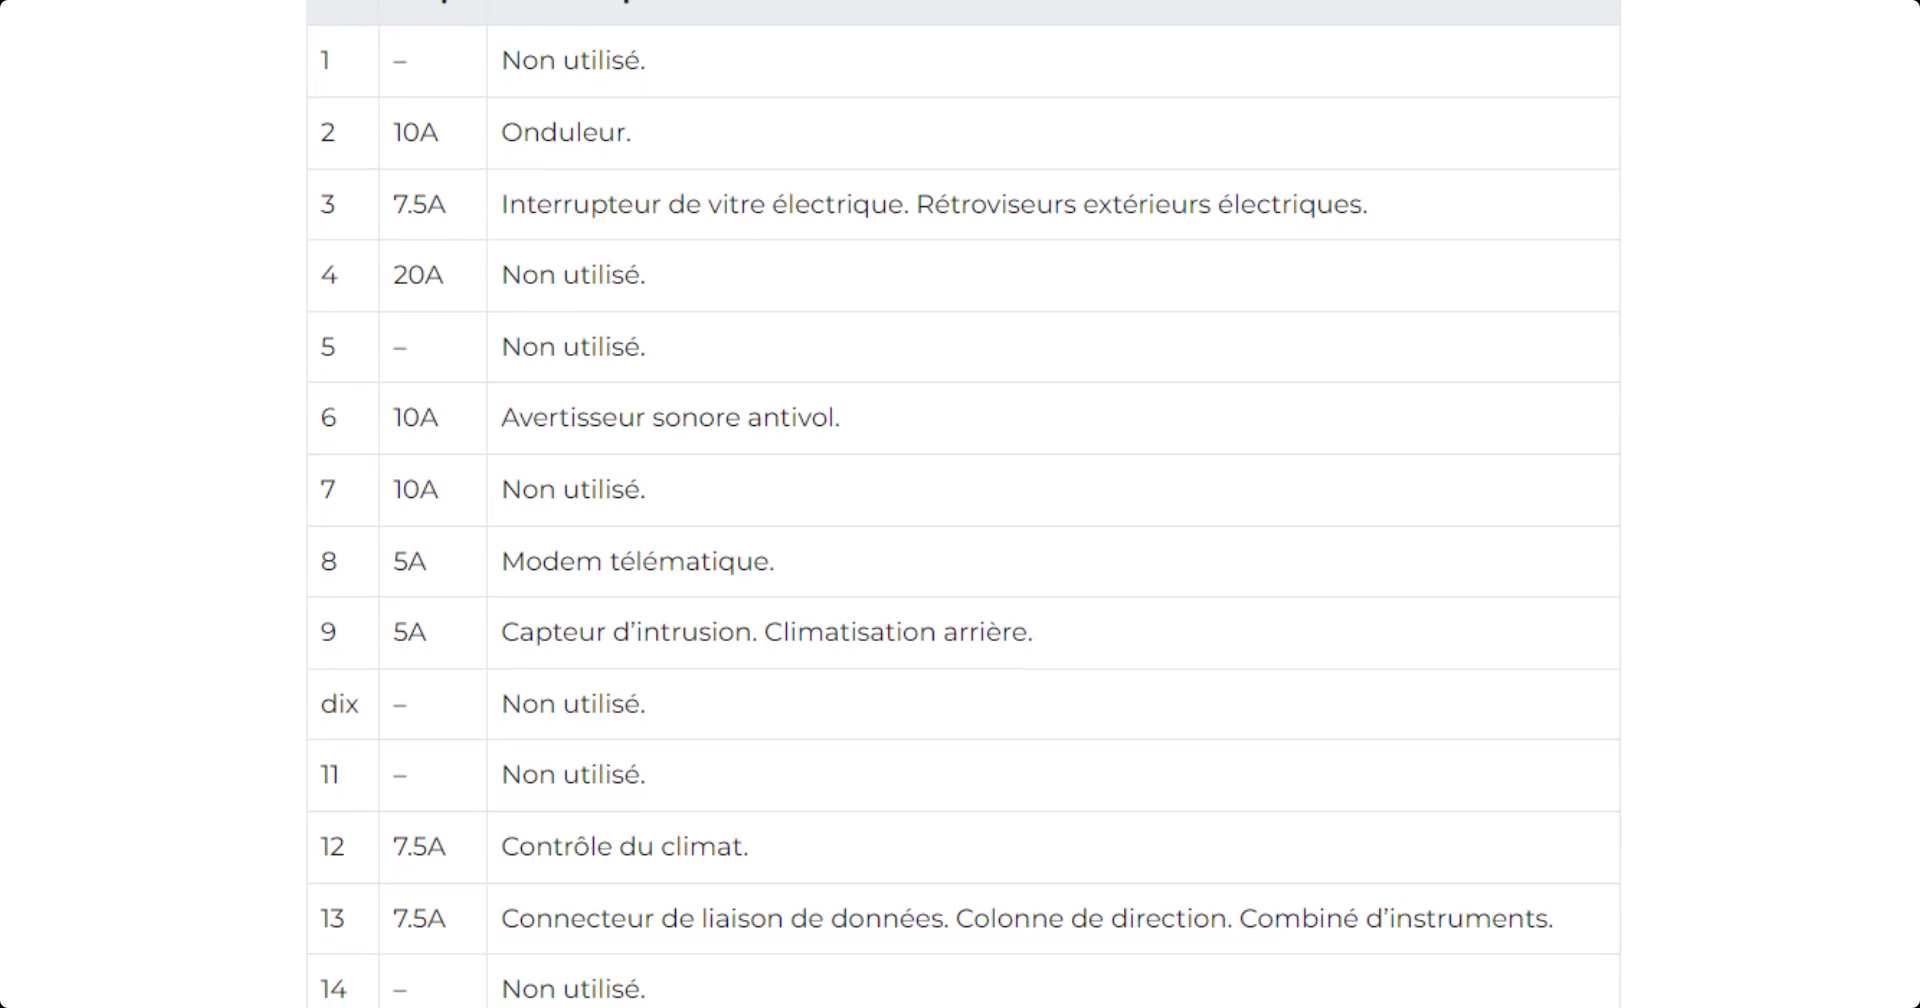 1 – Non utilisé.
2 10A Onduleur.
3 7.5A Interrupteur de vitre électrique. Rétroviseurs extérieurs électriques.
4 20A Non utilisé.
5 – Non utilisé.
6 10A Avertisseur sonore antivol.
7 10A Non utilisé.
8 5A Modem télématique.
9 5A Capteur d’intrusion. Climatisation arrière.
dix – Non utilisé.
11 – Non utilisé.
12 7.5A Contrôle du climat.
13 7.5A Connecteur de liaison de données. Colonne de direction. Combiné d’instruments.
14 – Non utilisé.